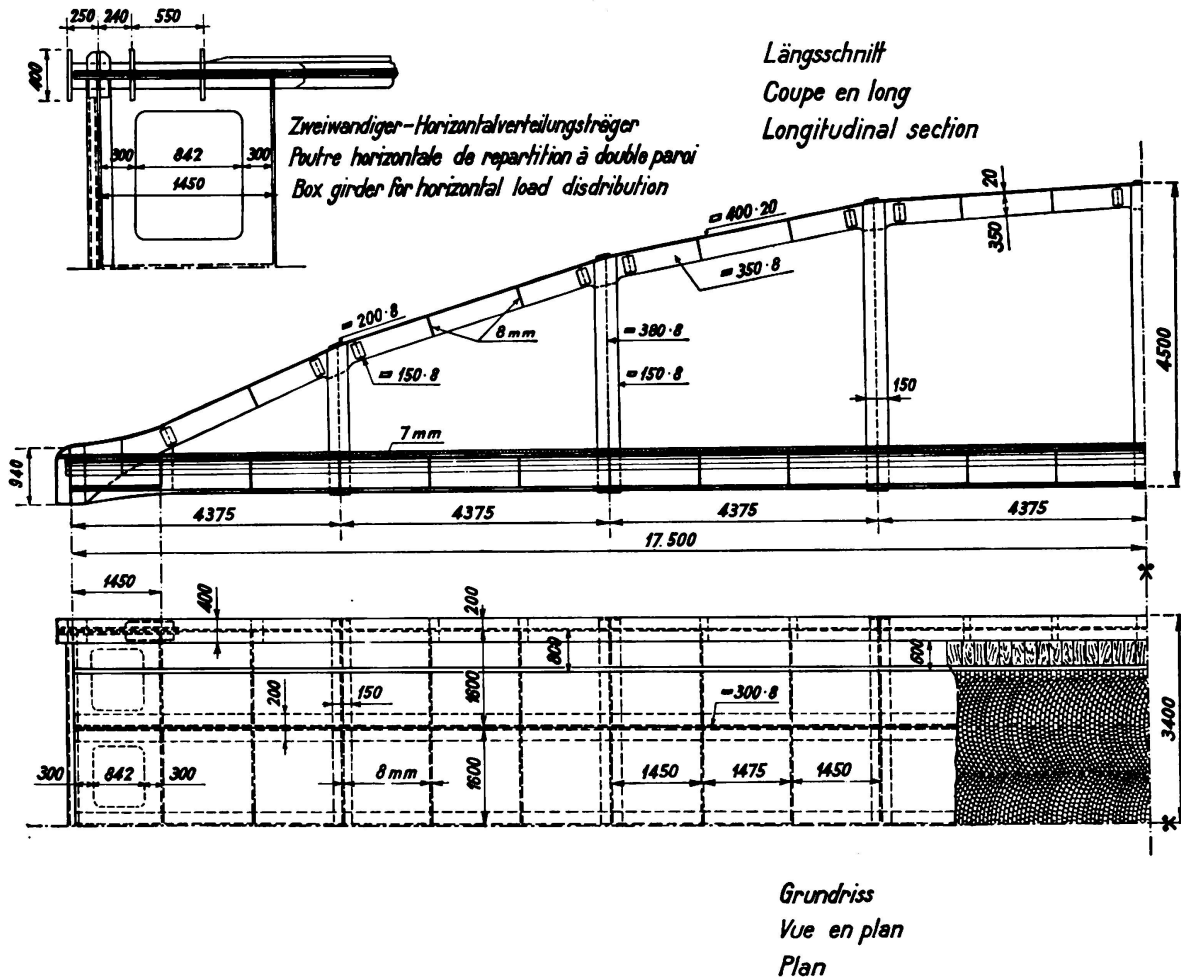 250 240 550
400
300 842 300
1450
Zweiwandiger-Horizontalverteilungsträger
Poutre horizontale de repartition à double paroi
Box girder for horizontal load disdribution
Längsschnitt
Coupe en long
Longitudinal section
20
350
= 400·20
= 350·8
= 200·8
8 mm
= 380·8
= 150·8
= 150·8
150
4500
7 mm
940
4375 4375 4375 4375
17.500
1450
400
200
800
600
200
150
1600
= 300·8
3400
300 842 300
8 mm
1600
1450 1475 1450
Grundriss
Vue en plan
Plan